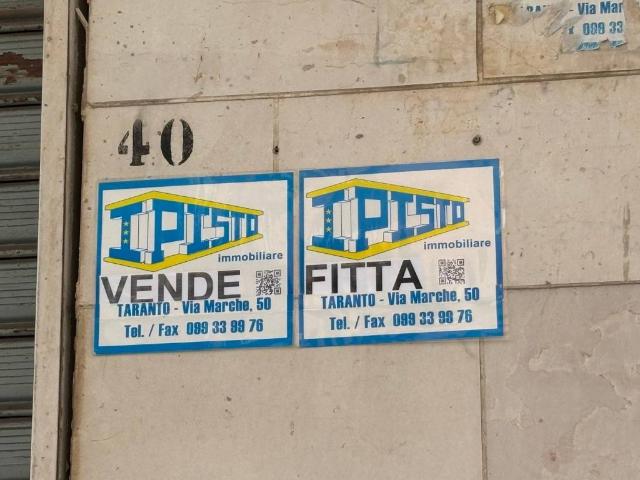 - Via Mar
099 33
40
IPISTO
immobiliare
VENDE
TARANTO - Via Marche, 50
Tel. / Fax 099 33 99 76
IPISTO
immobiliare
FITTA
TARANTO - Via Marche, 50
Tel. / Fax 099 33 99 76